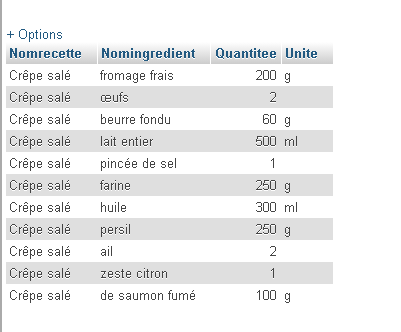 + Options
Nomrecette Nomingredient Quantitee Unite
Crêpe salé fromage frais 200 g
Crêpe salé œufs 2
Crêpe salé beurre fondu 60 g
Crêpe salé lait entier 500 ml
Crêpe salé pincée de sel 1
Crêpe salé farine 250 g
Crêpe salé huile 300 ml
Crêpe salé persil 250 g
Crêpe salé ail 2
Crêpe salé zeste citron 1
Crêpe salé de saumon fumé 100 g